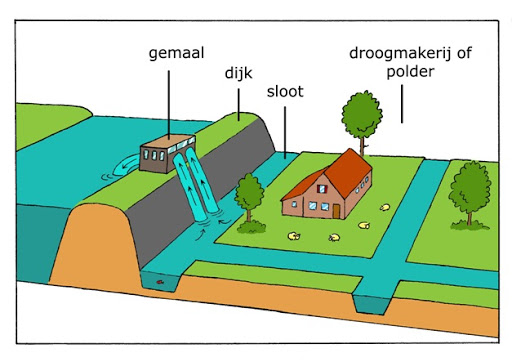 gemaal
dijk
sloot
droogmakerij of
polder